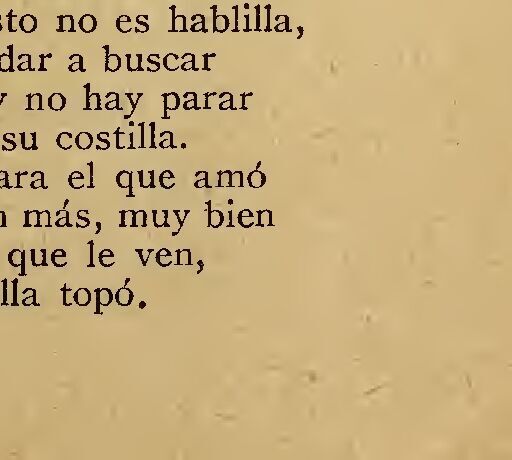 sto no es hablilla,
dar a buscar
y no hay parar
su costilla.
ara el que amó
más, muy bien
que le ven,
lla topó.